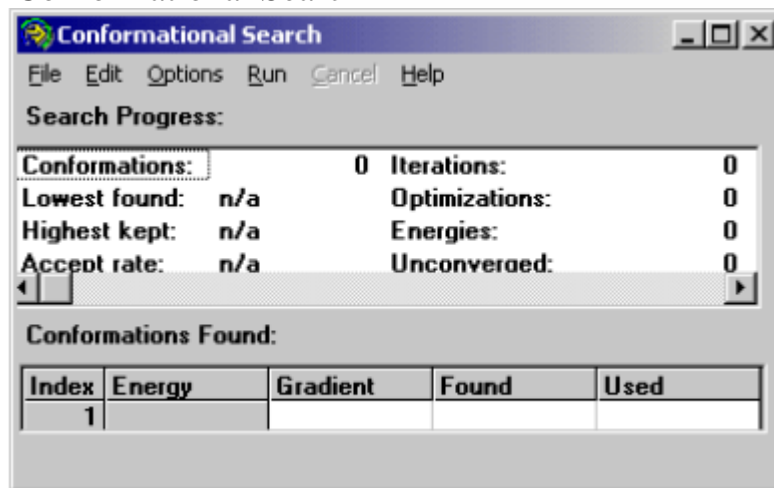 Conformational Search
File Edit Options Run Cancel Help
Search Progress:
Conformations: 0 Iterations: 0
Lowest found: n/a Optimizations: 0
Highest kept: n/a Energies: 0
Accept rate: n/a Unconverged: 0
Conformations Found:
Index Energy Gradient Found Used
1